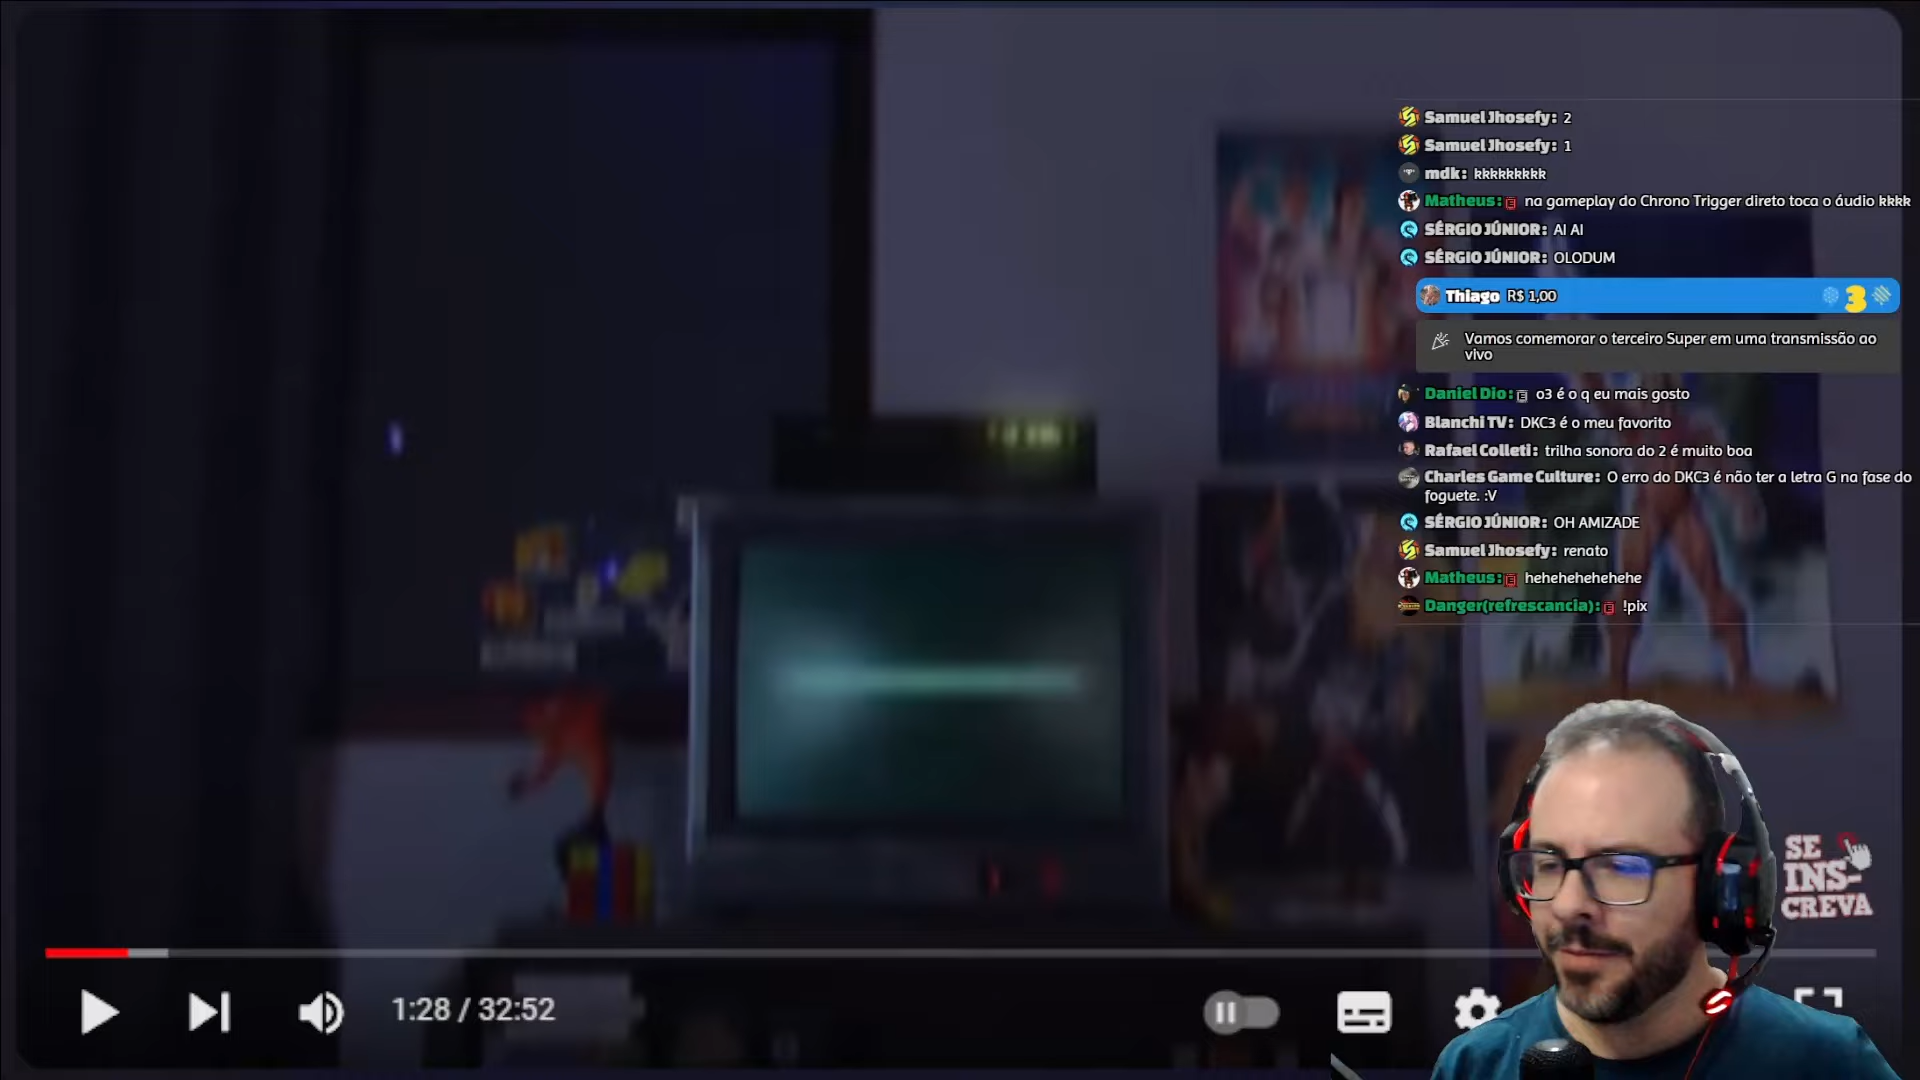 Samuel Jhosefy: 2
Samuel Jhosefy: 1
mdk: kkkkkkkkk
Matheus: na gameplay do Chrono Trigger direto toca o áudio kkkk
SÉRGIO JÚNIOR: AI AI
SÉRGIO JÚNIOR: OLODUM
Thiago R$ 1,00 3
Vamos comemorar o terceiro Super em uma transmissão ao
vivo
Daniel Dio: o3 é o q eu mais gosto
Blanchi TV: DKC3 é o meu favorito
Rafael Colleti: trilha sonora do 2 é muito boa
Charles Game Culture: O erro do DKC3 é não ter a letra G na fase do
foguete. :V
SÉRGIO JÚNIOR: OH AMIZADE
Samuel Jhosefy: renato
Matheus: hehehehehehehe
Danger(refrescancia): !pix
SE
INS-
CREVA
1:28 / 32:52